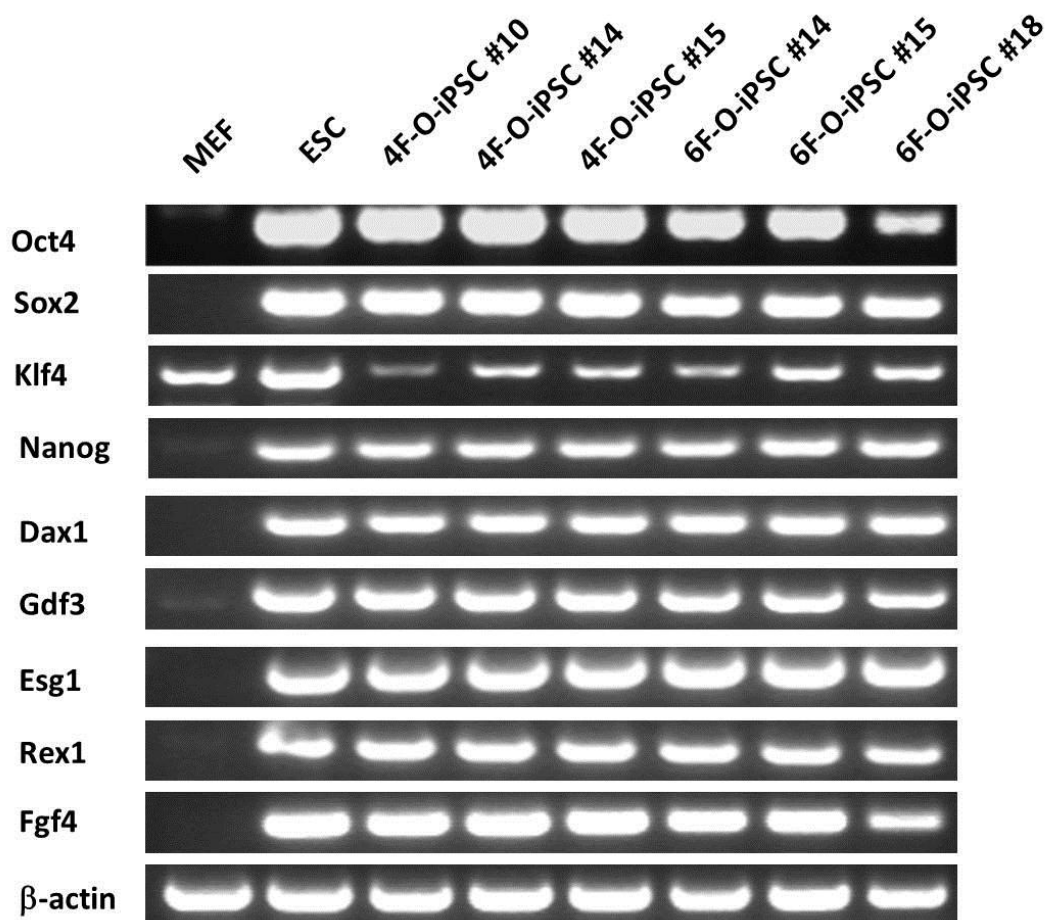 MEF
ESC
4F-O-iPSC #10
4F-O-iPSC #14
4F-O-iPSC #15
6F-O-iPSC #14
6F-O-iPSC #15
6F-O-iPSC #18
Oct4
Sox2
Klf4
Nanog
Dax1
Gdf3
Esg1
Rex1
Fgf4
β-actin